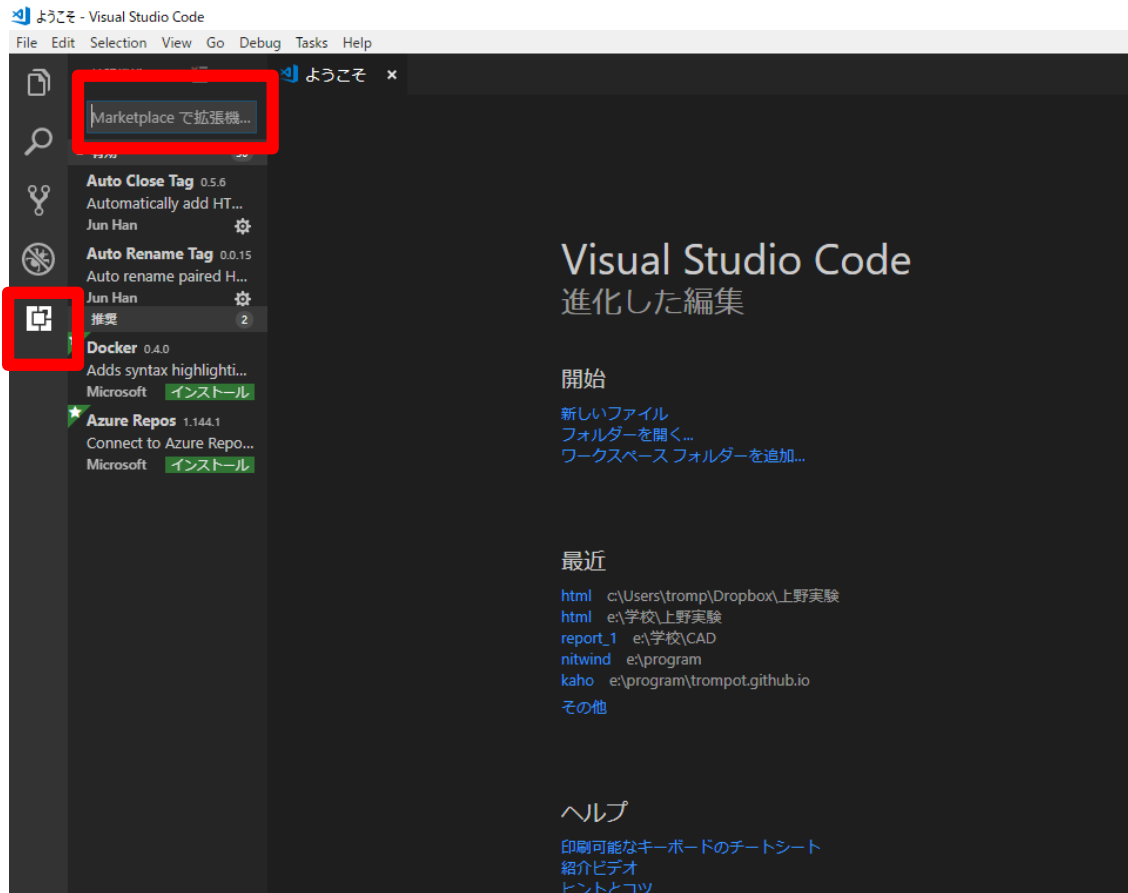 ようこそ - Visual Studio Code
File Edit Selection View Go Debug Tasks Help
ようこそ ×
Marketplace で拡張機...
Auto Close Tag 0.5.6
Automatically add HT...
Jun Han
Auto Rename Tag 0.0.15
Auto rename paired H...
Jun Han
推奨 2
Docker 0.4.0
Adds syntax highlighti...
Microsoft インストール
Azure Repos 1.144.1
Connect to Azure Repo...
Microsoft インストール
Visual Studio Code
進化した編集
開始
新しいファイル
フォルダーを開く...
ワークスペース フォルダーを追加...
最近
html c:\Users\tromp\Dropbox\上野実験
html e:\学校\上野実験
report_1 e:\学校\CAD
nitwind e:\program
kaho e:\program\trompot.github.io
その他
ヘルプ
印刷可能なキーボードのチートシート
紹介ビデオ
ヒントとコツ